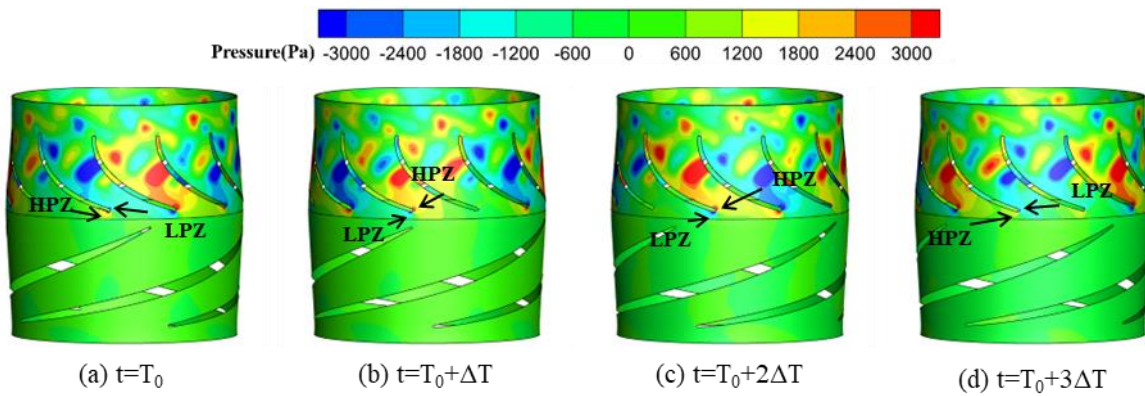 Pressure(Pa) -3000 -2400 -1800 -1200 -600 0 600 1200 1800 2400 3000
HPZ LPZ
HPZ LPZ
HPZ LPZ
LPZ HPZ
(a) t=T₀ (b) t=T₀+ΔT (c) t=T₀+2ΔT (d) t=T₀+3ΔT